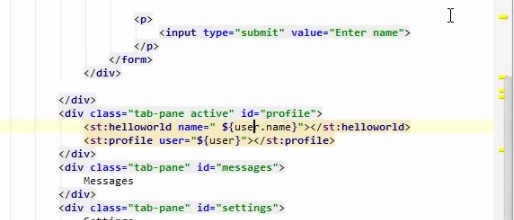 <p>
<input type="submit" value="Enter name">
</p>
</form>
</div>
</div>
<div class="tab-pane active" id="profile">
<st:helloworld name=" ${user.name}"></st:helloworld>
<st:profile user="${user}"></st:profile>
</div>
<div class="tab-pane" id="messages">
Messages
</div>
<div class="tab-pane" id="settings">